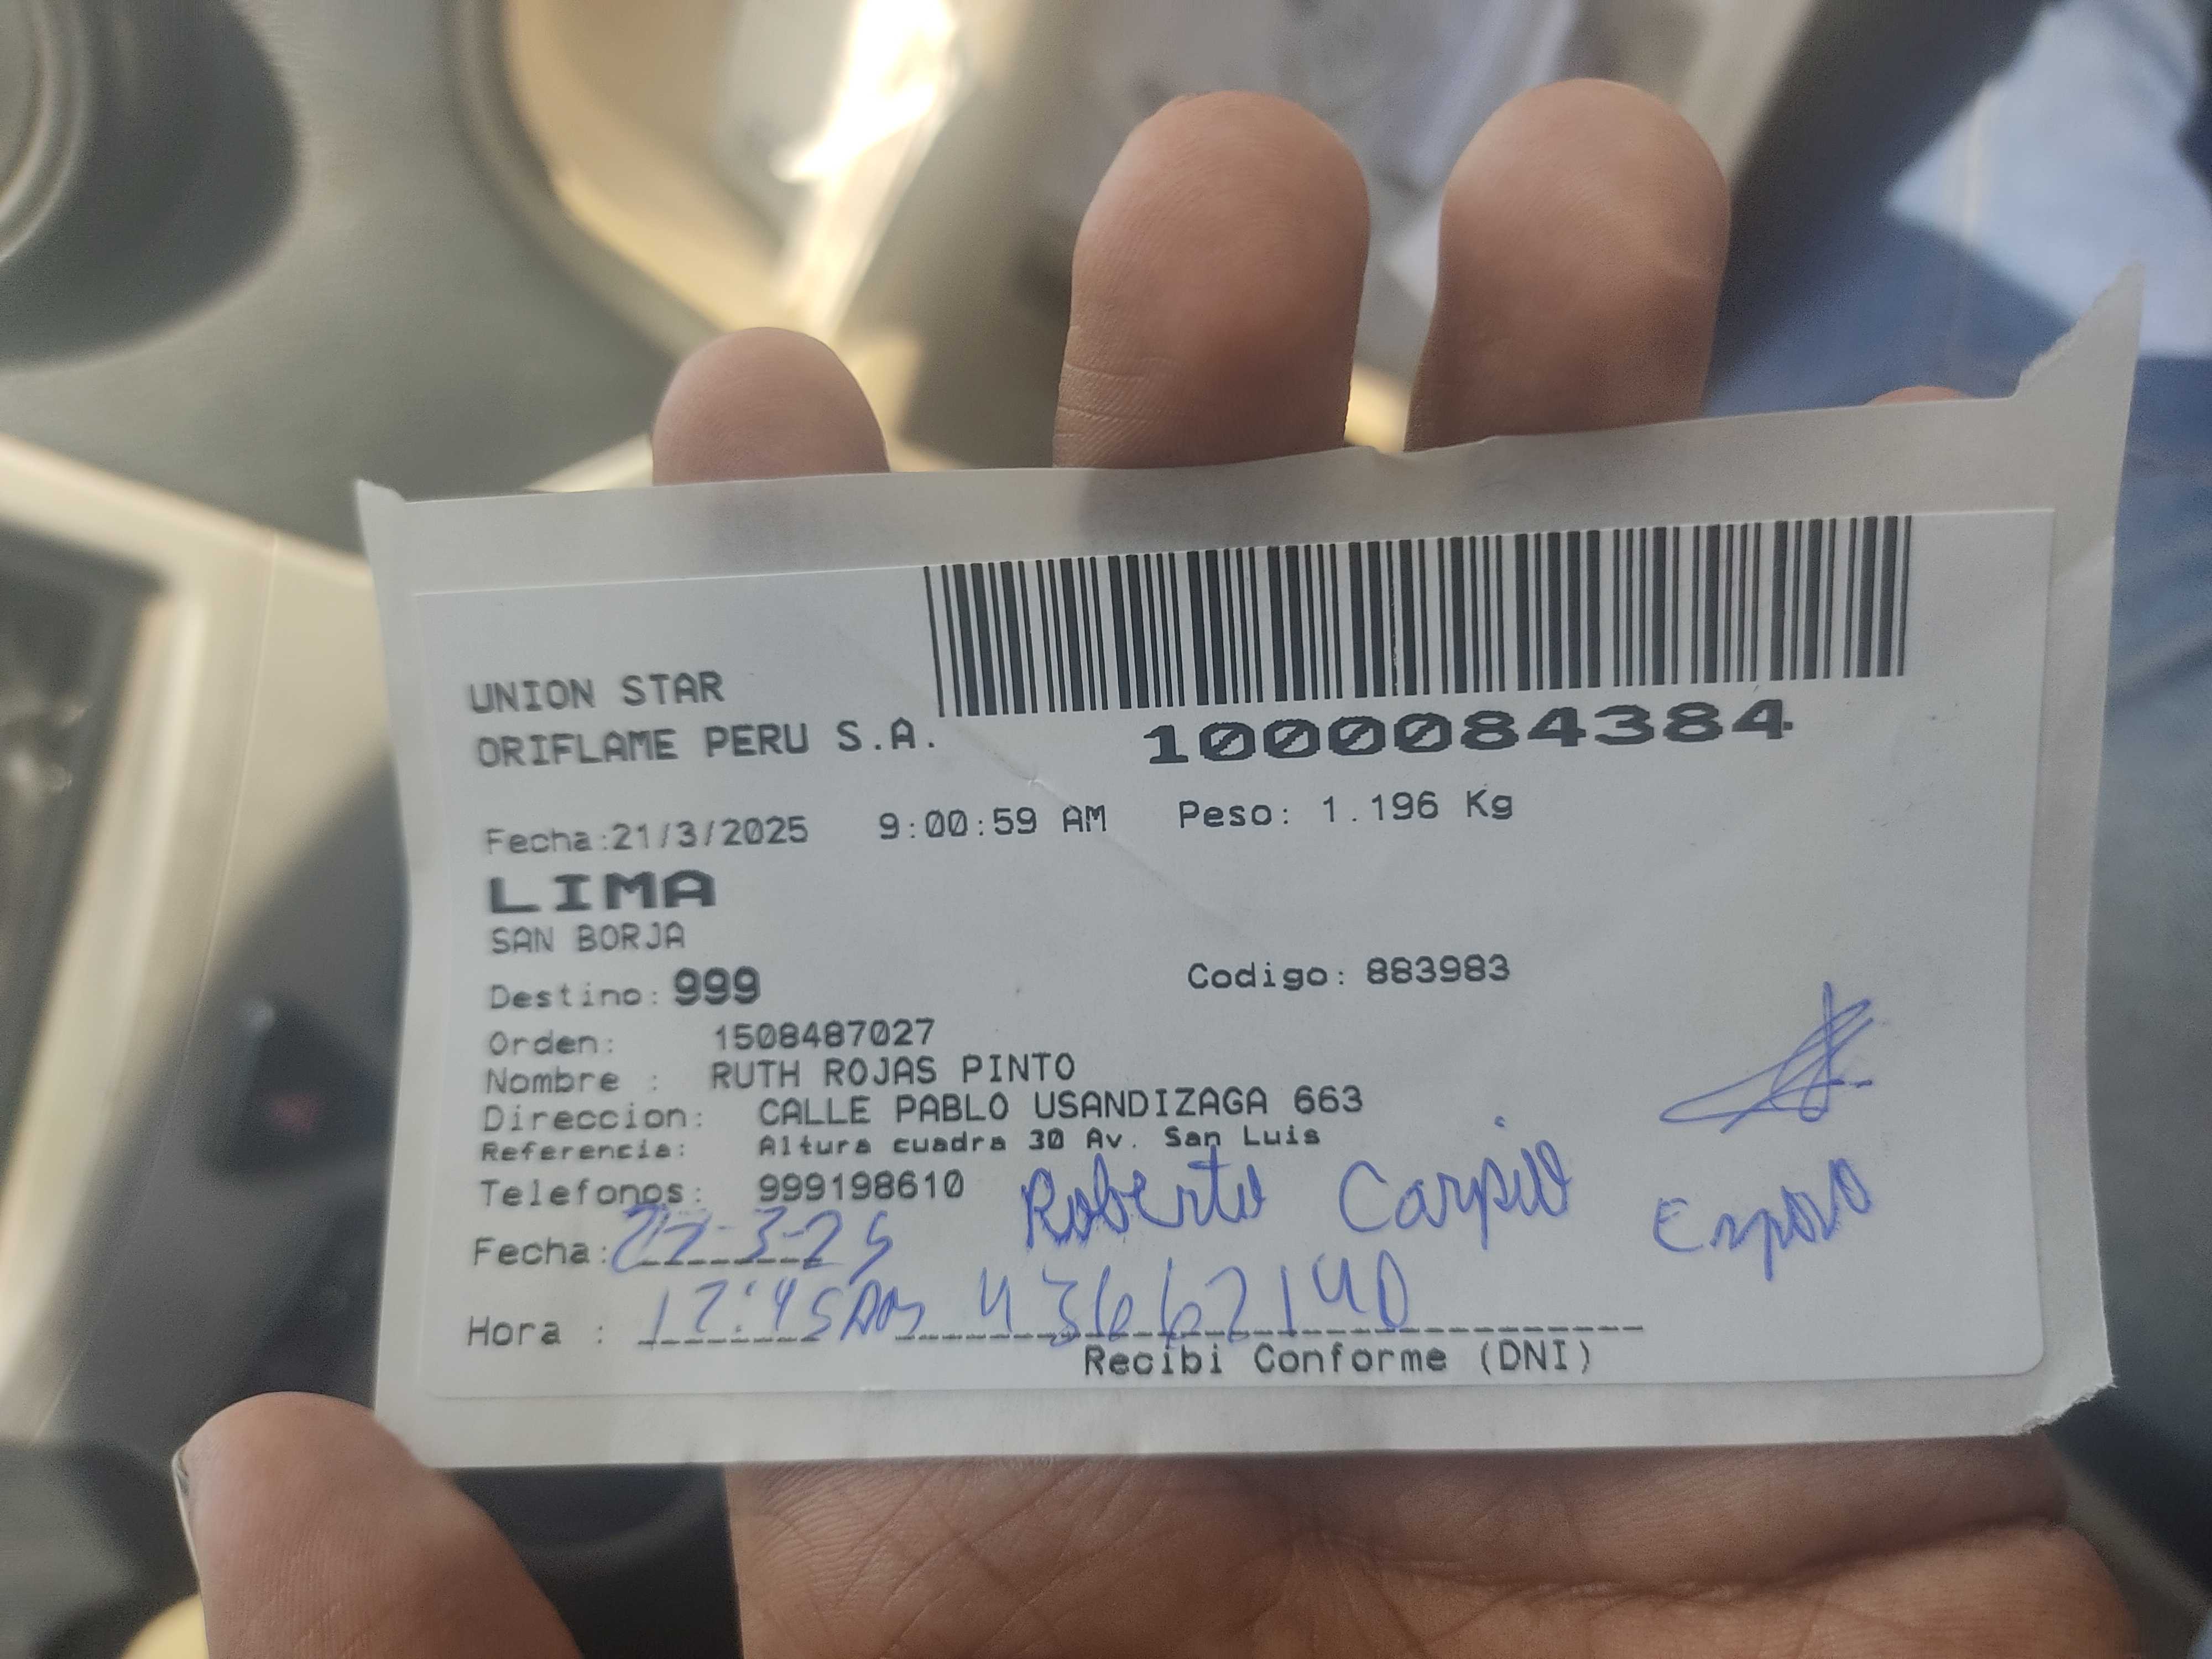 UNION STAR
ORIFLAME PERU S.A.
1000084384
Fecha:21/3/2025 9:00:59 AM Peso: 1.196 Kg
LIMA
SAN BORJA
Destino: 999 Codigo: 883983
Orden: 1508487027
Nombre : RUTH ROJAS PINTO
Direccion: CALLE PABLO USANDIZAGA 663
Referencia: Altura cuadra 30 Av. San Luis
Telefonos: 999198610
Roberto Carpio Esposo
Fecha: 22-3-25
Hora : 12:45 43662140
Recibi Conforme (DNI)